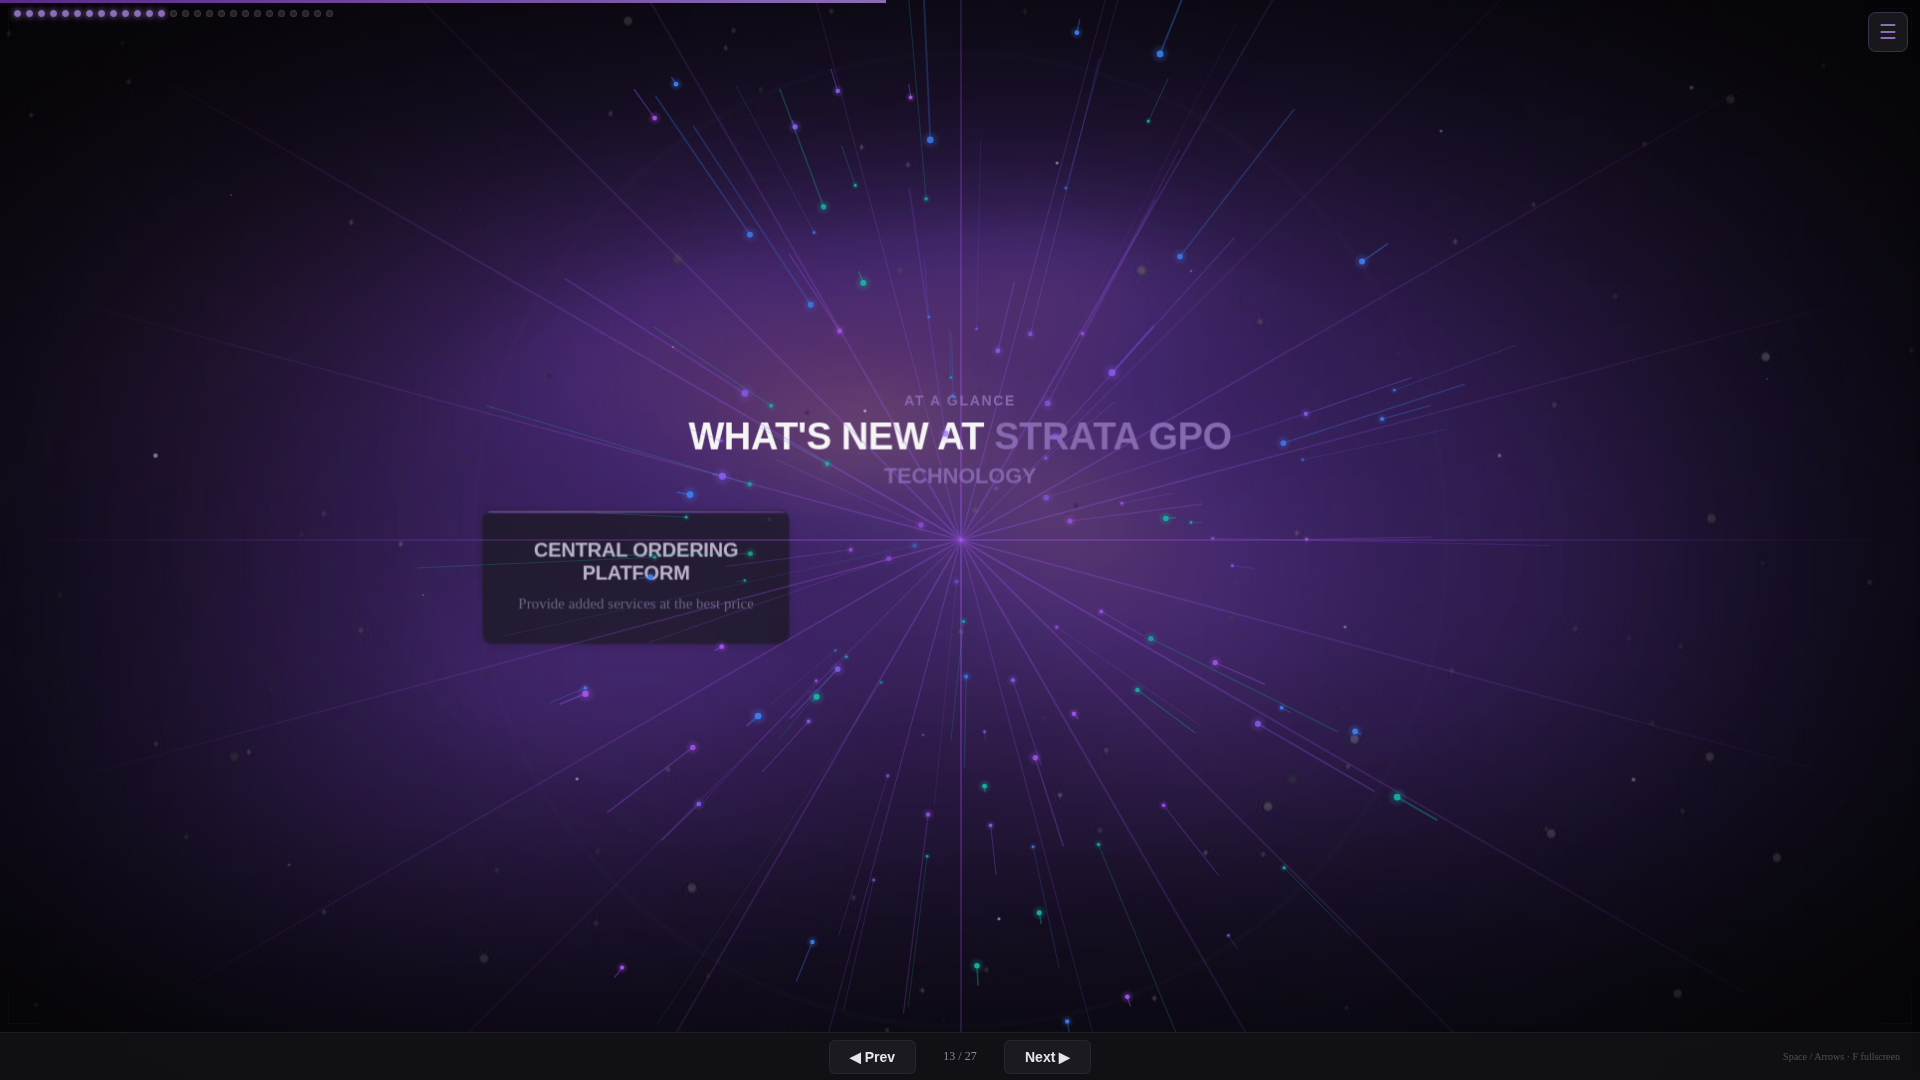 AT A GLANCE
WHAT'S NEW AT STRATA GPO
TECHNOLOGY
CENTRAL ORDERING
PLATFORM
Provide added services at the best price
◀ Prev
13 / 27
Next ▶
Space / Arrows · F fullscreen